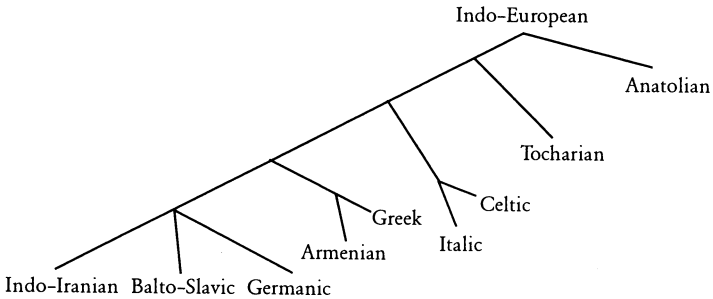 Indo-European
Anatolian
Tocharian
Celtic
Greek
Italic
Armenian
Indo-Iranian Balto-Slavic Germanic